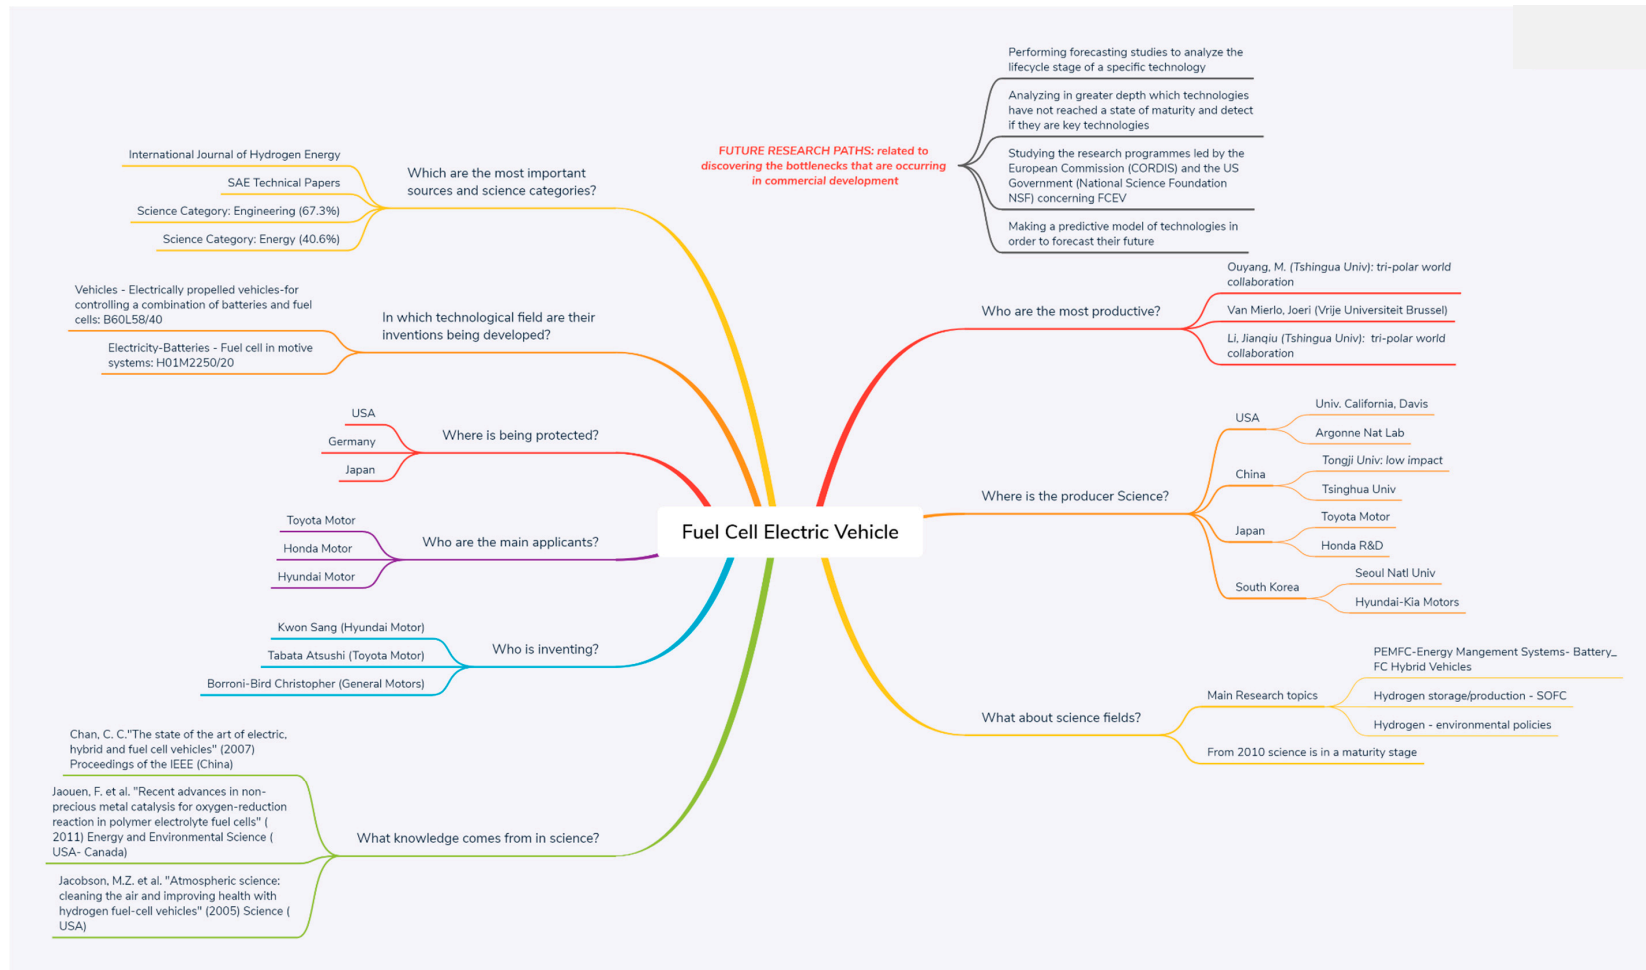 FUTURE RESEARCH PATHS: related to
discovering the bottlenecks that are occurring
in commercial development
Performing forecasting studies to analyze the
lifecycle stage of a specific technology
Analyzing in greater depth which technologies
have not reached a state of maturity and detect
if they are key technologies
Studying the research programmes led by the
European Commission (CORDIS) and the US
Government (National Science Foundation
NSF) concerning FCEV
Making a predictive model of technologies in
order to forecast their future
Which are the most important
sources and science categories?
International Journal of Hydrogen Energy
SAE Technical Papers
Science Category: Engineering (67.3%)
Science Category: Energy (40.6%)
In which technological field are their
inventions being developed?
Vehicles - Electrically propelled vehicles-for
controlling a combination of batteries and fuel
cells: B60L58/40
Electricity-Batteries - Fuel cell in motive
systems: H01M2250/20
Where is being protected?
USA
Germany
Japan
Who are the main applicants?
Toyota Motor
Honda Motor
Hyundai Motor
Who is inventing?
Kwon Sang (Hyundai Motor)
Tabata Atsushi (Toyota Motor)
Borroni-Bird Christopher (General Motors)
What knowledge comes from in science?
Chan, C. C."The state of the art of electric,
hybrid and fuel cell vehicles" (2007)
Proceedings of the IEEE (China)
Jaouen, F. et al. "Recent advances in non-
precious metal catalysis for oxygen-reduction
reaction in polymer electrolyte fuel cells" (
2011) Energy and Environmental Science (
USA- Canada)
Jacobson, M.Z. et al. "Atmospheric science:
cleaning the air and improving health with
hydrogen fuel-cell vehicles" (2005) Science (
USA)
Fuel Cell Electric Vehicle
Who are the most productive?
Ouyang, M. (Tshingua Univ): tri-polar world
collaboration
Van Mierlo, Joeri (Vrije Universiteit Brussel)
Li, Jianqiu (Tshingua Univ): tri-polar world
collaboration
Where is the producer Science?
USA
Univ. California, Davis
Argonne Nat Lab
China
Tongji Univ: low impact
Tsinghua Univ
Japan
Toyota Motor
Honda R&D
South Korea
Seoul Natl Univ
Hyundai-Kia Motors
What about science fields?
Main Research topics
PEMFC-Energy Mangement Systems- Battery_
FC Hybrid Vehicles
Hydrogen storage/production - SOFC
Hydrogen - environmental policies
From 2010 science is in a maturity stage